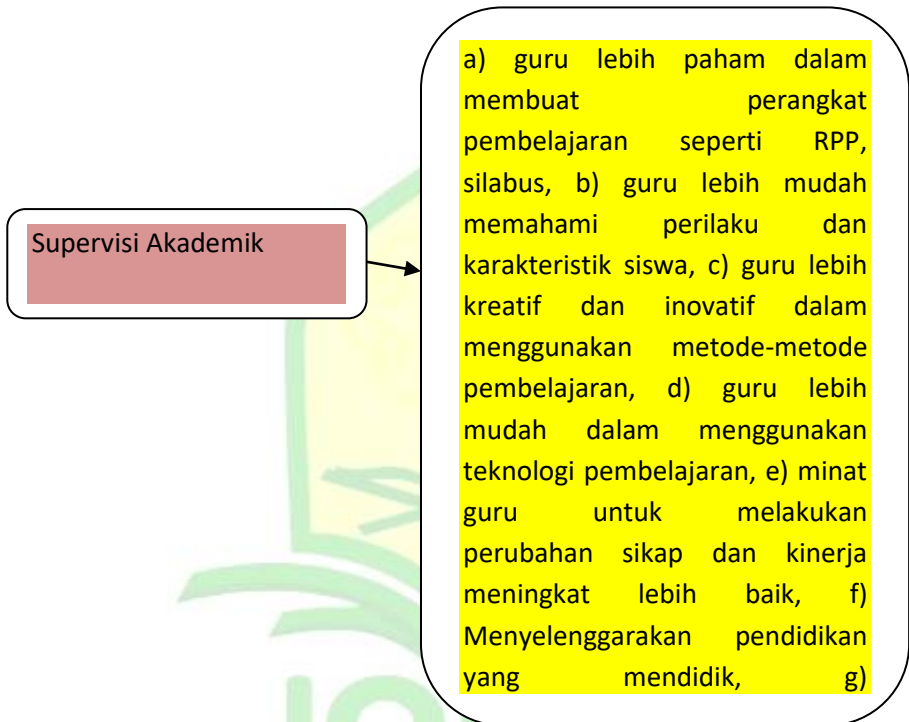 Supervisi Akademik
a) guru lebih paham dalam
membuat perangkat
pembelajaran seperti RPP,
silabus, b) guru lebih mudah
memahami perilaku dan
karakteristik siswa, c) guru lebih
kreatif dan inovatif dalam
menggunakan metode-metode
pembelajaran, d) guru lebih
mudah dalam menggunakan
teknologi pembelajaran, e) minat
guru untuk melakukan
perubahan sikap dan kinerja
meningkat lebih baik, f)
Menyelenggarakan pendidikan
yang mendidik, g)